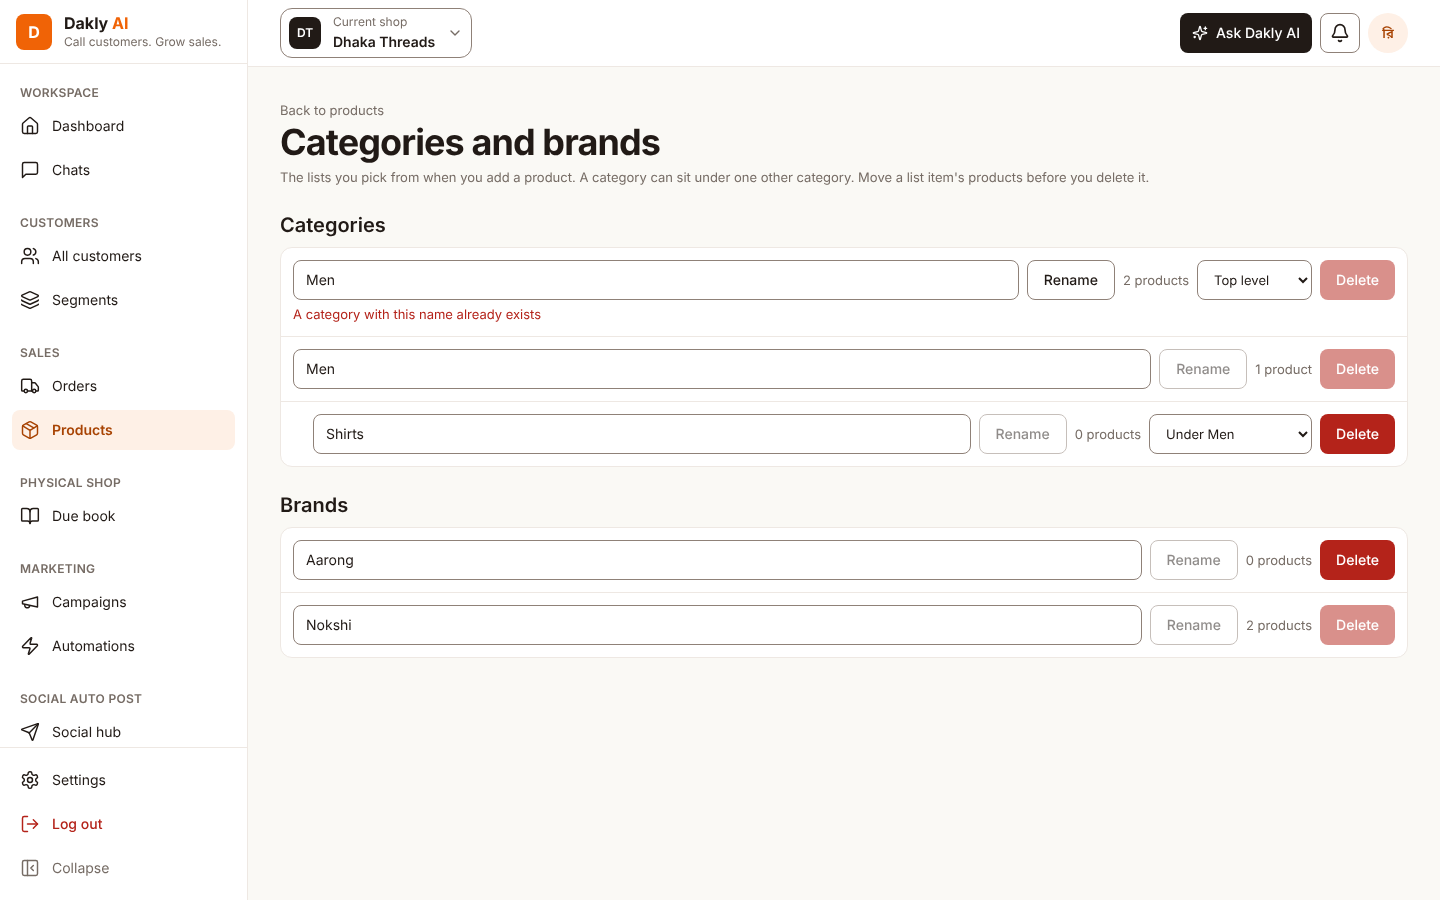 D
Dakly AI
Call customers. Grow sales.
DT
Current shop
Dhaka Threads
Ask Dakly AI
রি
WORKSPACE
Dashboard
Chats
CUSTOMERS
All customers
Segments
SALES
Orders
Products
PHYSICAL SHOP
Due book
MARKETING
Campaigns
Automations
SOCIAL AUTO POST
Social hub
Settings
Log out
Collapse
Back to products
Categories and brands
The lists you pick from when you add a product. A category can sit under one other category. Move a list item's products before you delete it.
Categories
Men Rename 2 products Top level Delete
A category with this name already exists
Men Rename 1 product Delete
Shirts Rename 0 products Under Men Delete
Brands
Aarong Rename 0 products Delete
Nokshi Rename 2 products Delete